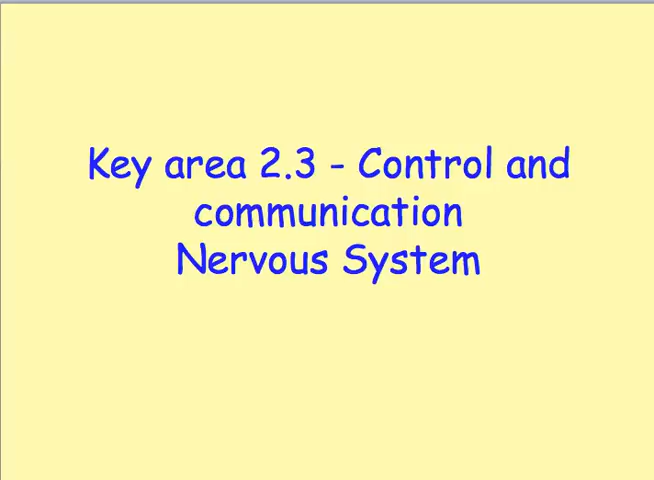 Key area 2.3 - Control and
communication
Nervous System